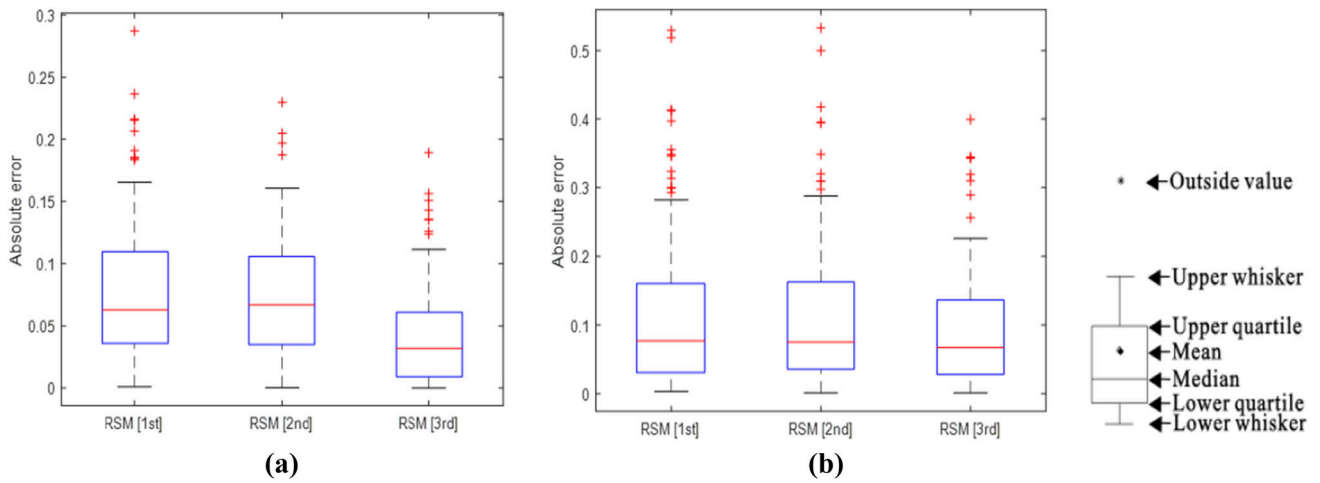 0.3
0.25
0.2
0.15
0.1
0.05
0
Absolute error
RSM [1st] RSM [2nd] RSM [3rd]
(a)
0.5
0.4
0.3
0.2
0.1
0
Absolute error
RSM [1st] RSM [2nd] RSM [3rd]
(b)
Outside value
Upper whisker
Upper quartile
Mean
Median
Lower quartile
Lower whisker